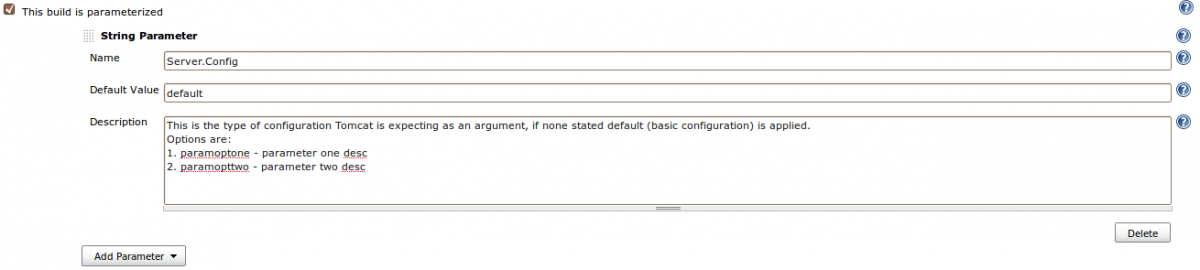 This build is parameterized
String Parameter
Name
Server.Config
Default Value
default
Description
This is the type of configuration Tomcat is expecting as an argument, if none stated default (basic configuration) is applied.
Options are:
1. paramoptone - parameter one desc
2. paramopttwo - parameter two desc
Delete
Add Parameter